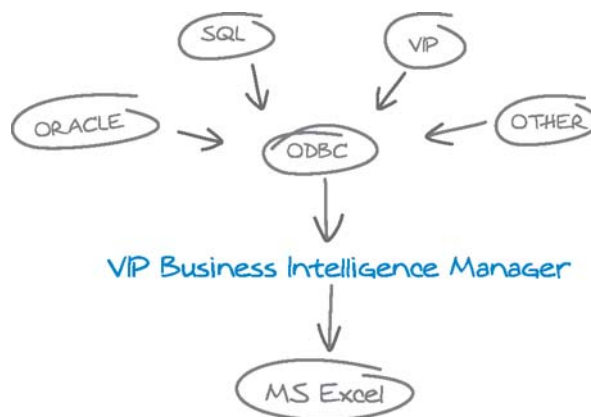 SQL
VIP
ORACLE
OTHER
ODBC
VIP Business Intelligence Manager
MS Excel